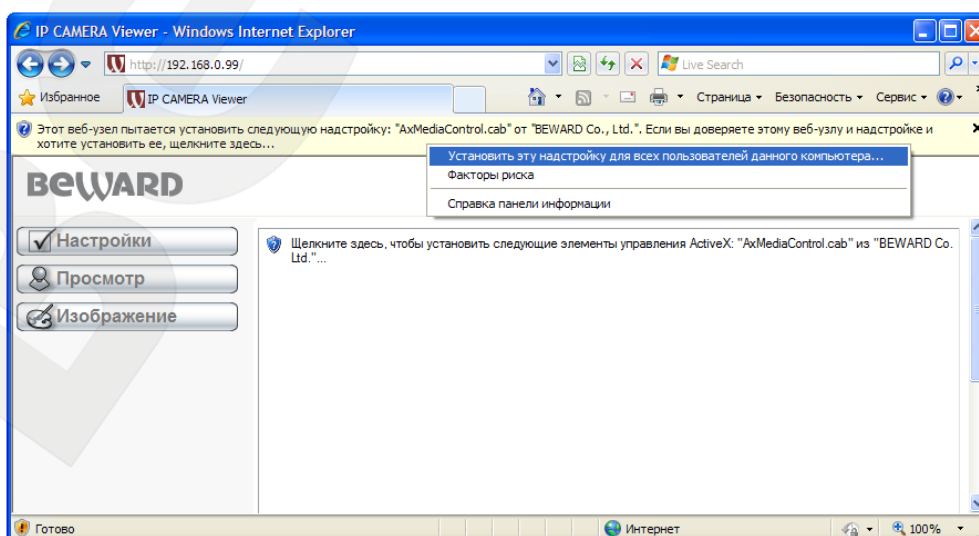 IP CAMERA Viewer - Windows Internet Explorer
http://192.168.0.99/
Live Search
Избранное
IP CAMERA Viewer
Страница
Безопасность
Сервис
Этот веб-узел пытается установить следующую надстройку: "AxMediaControl.cab" от "BEWARD Co., Ltd.". Если вы доверяете этому веб-узлу и надстройке и
хотите установить ее, щелкните здесь...
Установить эту надстройку для всех пользователей данного компьютера...
Факторы риска
Справка панели информации
BEWARD
Настройки
Просмотр
Изображение
Щелкните здесь, чтобы установить следующие элементы управления ActiveX: "AxMediaControl.cab" из "BEWARD Co.
Ltd."...
Готово
Интернет
100%